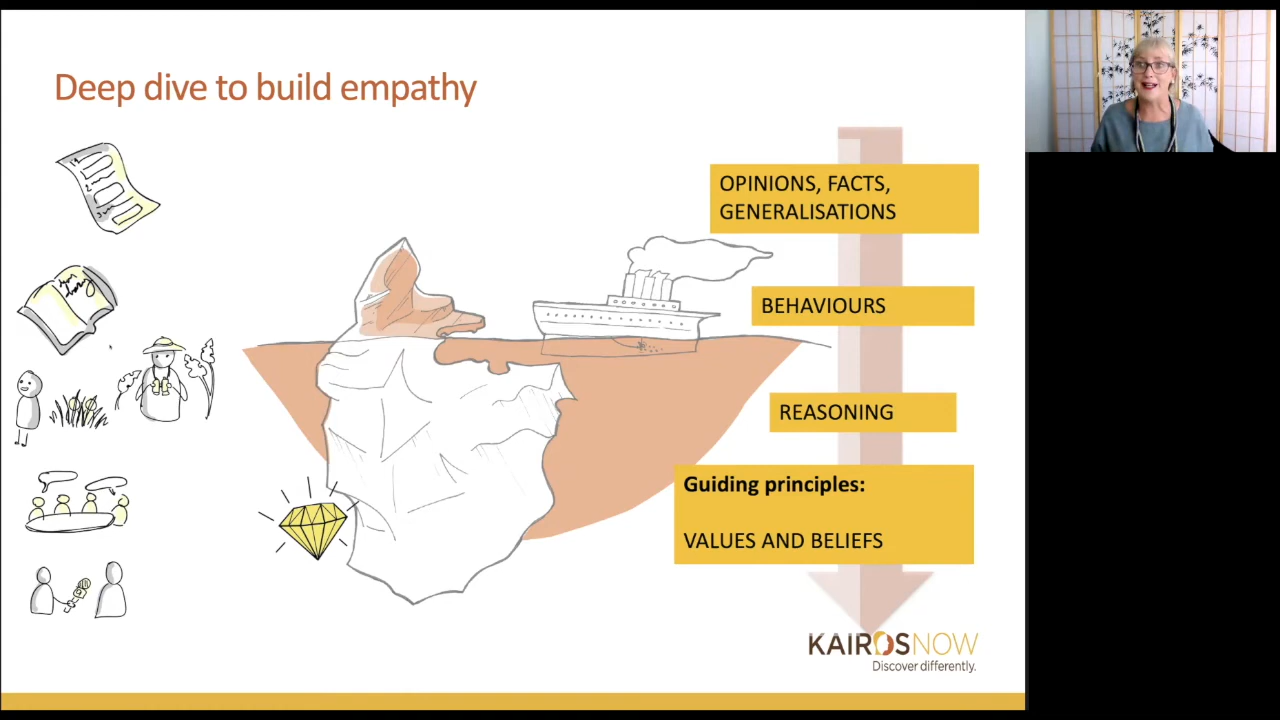 Deep dive to build empathy
OPINIONS, FACTS,
GENERALISATIONS
BEHAVIOURS
REASONING
Guiding principles:
VALUES AND BELIEFS
KAIROSNOW
Discover differently.